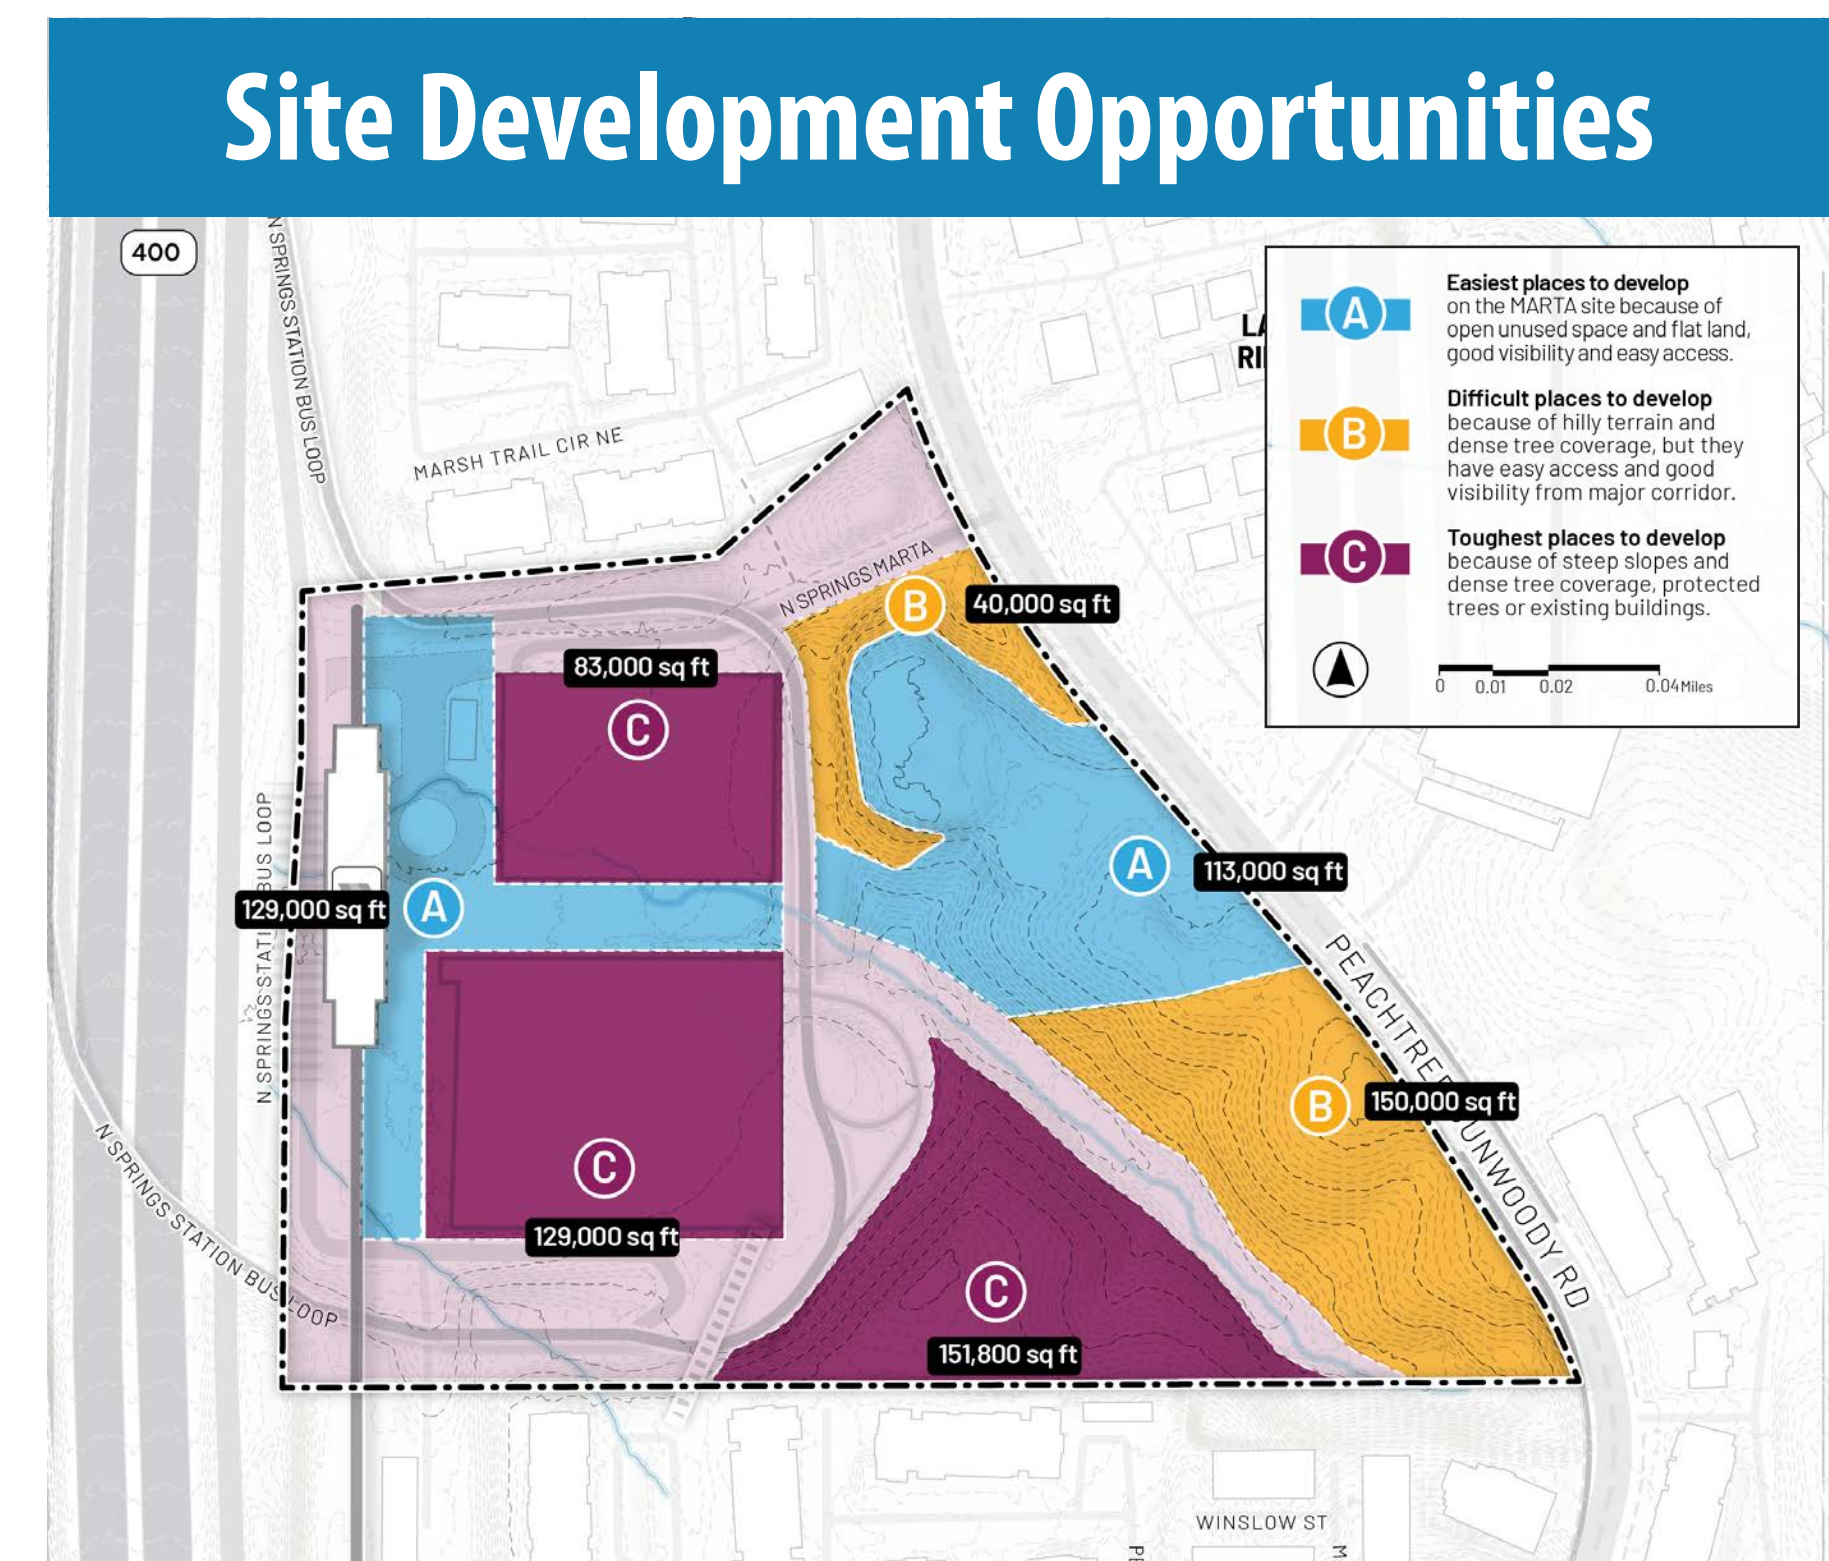 Site Development Opportunities
400
N SPRINGS STATION BUS LOOP
A
Easiest places to develop
on the MARTA site because of
open unused space and flat land,
good visibility and easy access.
B
Difficult places to develop
because of hilly terrain and
dense tree coverage, but they
have easy access and good
visibility from major corridor.
C
Toughest places to develop
because of steep slopes and
dense tree coverage, protected
trees or existing buildings.
0 0.01 0.02 0.04 Miles
MARSH TRAIL CIR NE
N SPRINGS MARTA
B
40,000 sq ft
83,000 sq ft
C
A
113,000 sq ft
129,000 sq ft
A
N SPRINGS STATION BUS LOOP
PEACHTREE DUNWOODY RD
B
150,000 sq ft
C
129,000 sq ft
N SPRINGS STATION BUS LOOP
C
151,800 sq ft
WINSLOW ST